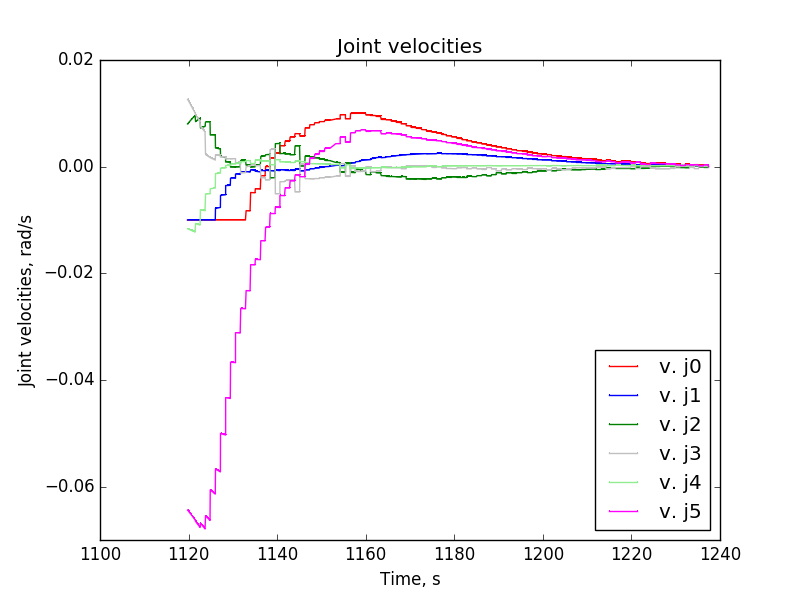 Joint velocities
0.02
0.00
−0.02
−0.04
−0.06
Joint velocities, rad/s
v. j0
v. j1
v. j2
v. j3
v. j4
v. j5
1100 1120 1140 1160 1180 1200 1220 1240
Time, s